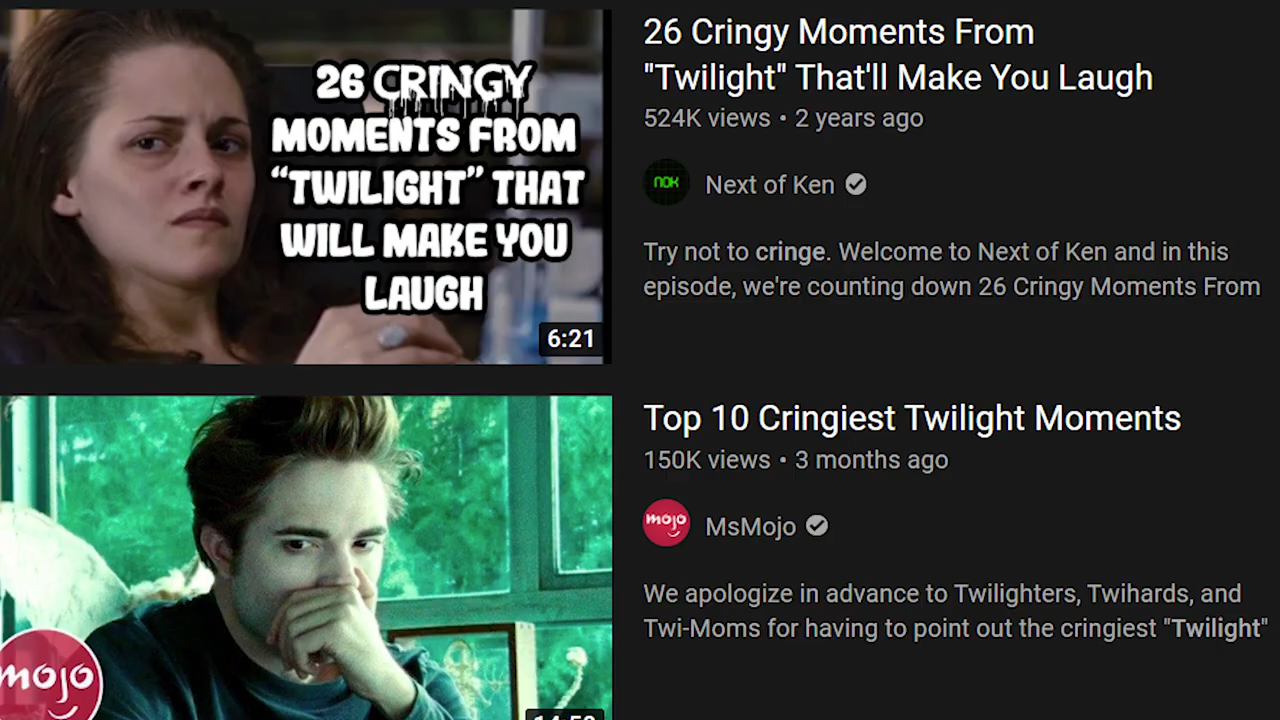 26 CRINGY
MOMENTS FROM
“TWILIGHT” THAT
WILL MAKE YOU
LAUGH
6:21
26 Cringy Moments From
"Twilight" That'll Make You Laugh
524K views • 2 years ago
nok
Next of Ken
Try not to cringe. Welcome to Next of Ken and in this
episode, we're counting down 26 Cringy Moments From
mojo
Top 10 Cringiest Twilight Moments
150K views • 3 months ago
mojo
MsMojo
We apologize in advance to Twilighters, Twihards, and
Twi-Moms for having to point out the cringiest "Twilight"